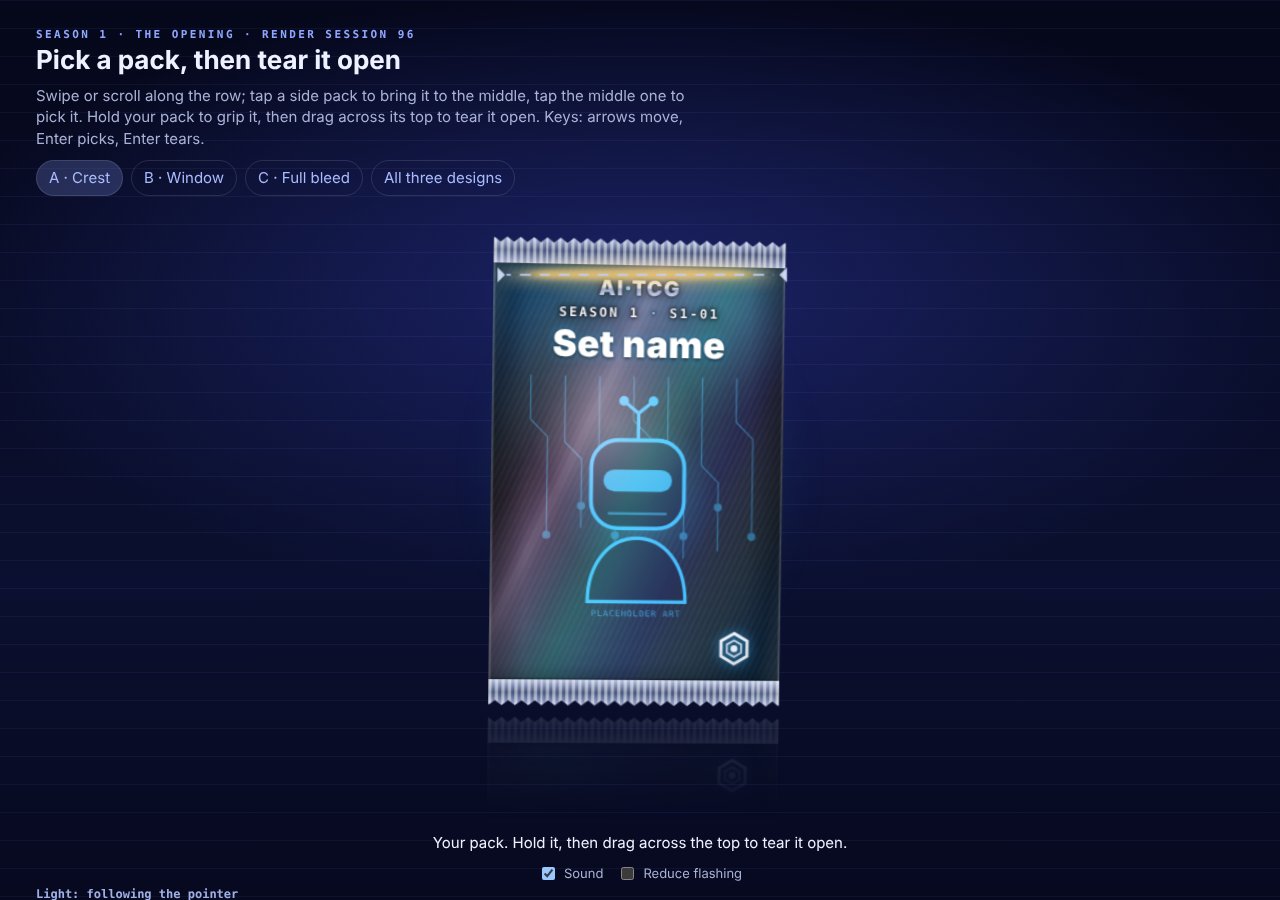 SEASON 1 · THE OPENING · RENDER SESSION 96
Pick a pack, then tear it open
Swipe or scroll along the row; tap a side pack to bring it to the middle, tap the middle one to
pick it. Hold your pack to grip it, then drag across its top to tear it open. Keys: arrows move,
Enter picks, Enter tears.
A · Crest
B · Window
C · Full bleed
All three designs
AI·TCG
SEASON 1 · S1-01
Set name
PLACEHOLDER ART
Your pack. Hold it, then drag across the top to tear it open.
Sound
Reduce flashing
Light: following the pointer